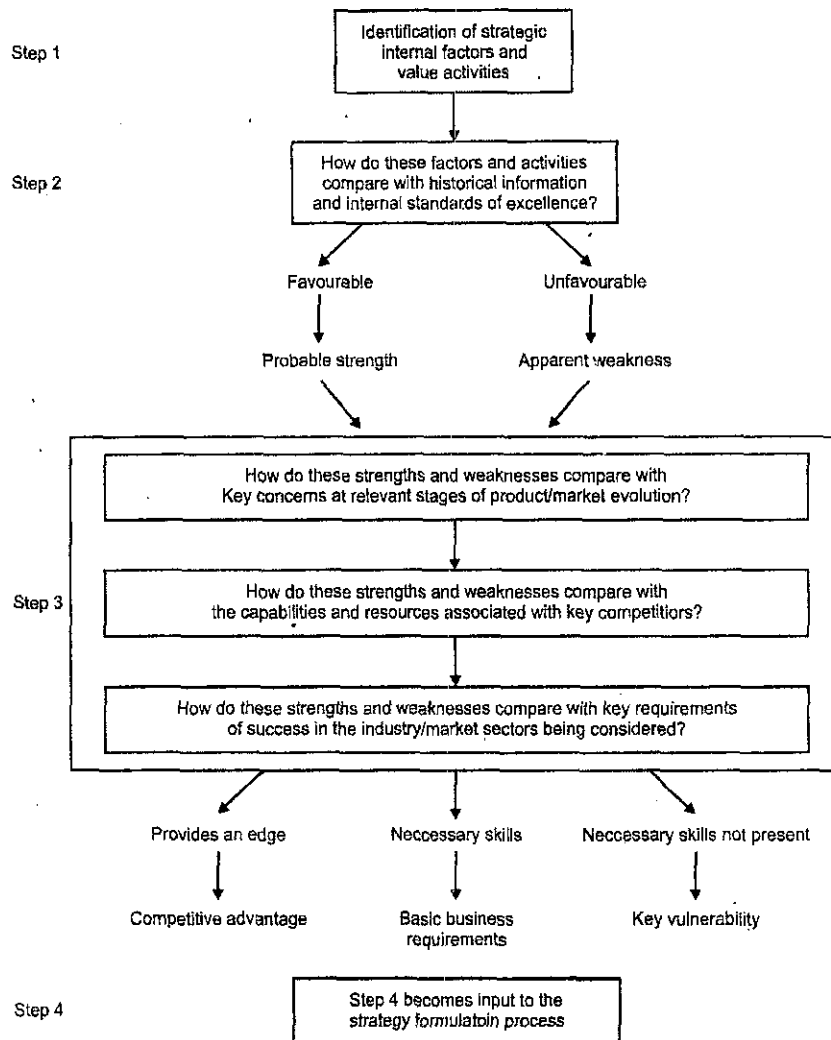 Step 1
Identification of strategic
internal factors and
value activities
Step 2
How do these factors and activities
compare with historical information
and internal standards of excellence?
Favourable
Unfavourable
Probable strength
Apparent weakness
Step 3
How do these strengths and weaknesses compare with
Key concerns at relevant stages of product/market evolution?
How do these strengths and weaknesses compare with
the capabilities and resources associated with key competitiors?
How do these strengths and weaknesses compare with key requirements
of success in the industry/market sectors being considered?
Provides an edge
Neccessary skills
Neccessary skills not present
Competitive advantage
Basic business
requirements
Key vulnerability
Step 4
Step 4 becomes input to the
strategy formulatoin process